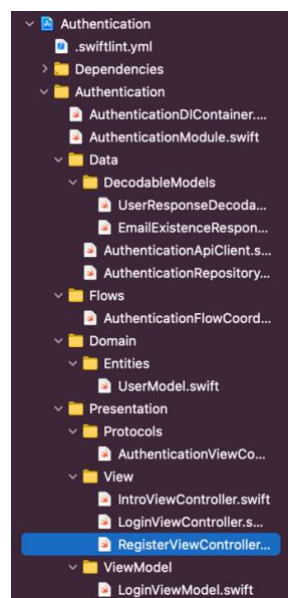 Authentication
.swiftlint.yml
Dependencies
Authentication
AuthenticationDIContainer....
AuthenticationModule.swift
Data
DecodableModels
UserResponseDecoda...
EmailExistenceRespon...
AuthenticationApiClient.s...
AuthenticationRepository...
Flows
AuthenticationFlowCoord...
Domain
Entities
UserModel.swift
Presentation
Protocols
AuthenticationViewCo...
View
IntroViewController.swift
LoginViewController.s...
RegisterViewController...
ViewModel
LoginViewModel.swift